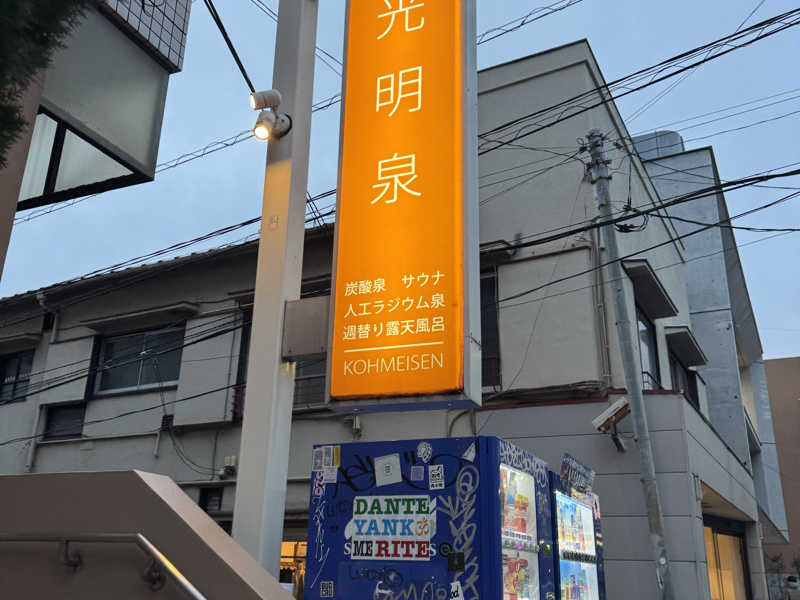 光明泉
炭酸泉 サウナ
人工ラジウム泉
週替り露天風呂
KOHMEISEN
DANTE
YANK
SMERITES